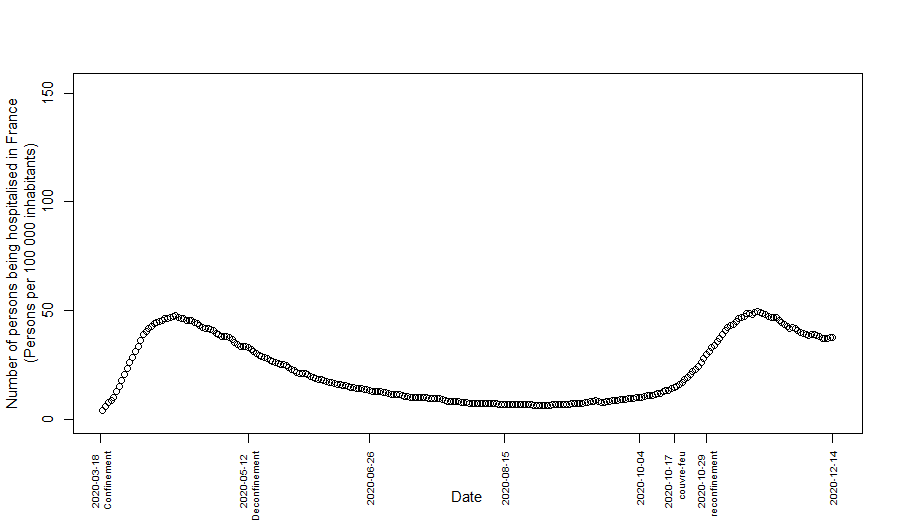 Number of persons being hospitalised in France
(Persons per 100 000 inhabitants)
150
100
50
0
2020-03-18
Confinement
2020-05-12
Deconfinement
2020-06-26
2020-08-15
2020-10-04
2020-10-17
couvre-feu
2020-10-29
reconfinement
2020-12-14
Date